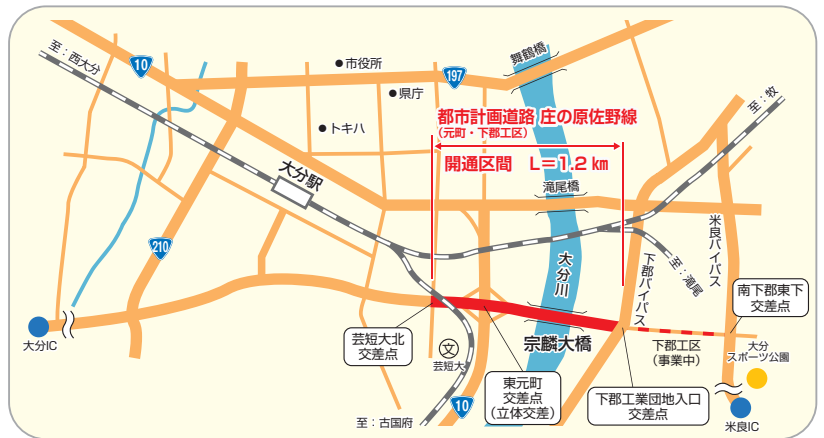 至：西大分
10
市役所
197
舞鶴橋
県庁
トキハ
都市計画道路 庄の原佐野線
（元町・下郡工区）
開通区間　L＝1.2㎞
至：牧
大分駅
滝尾橋
210
大分川
下郡バイパス
至：滝尾
米良バイパス
南下郡東下
交差点
大分IC
芸短大北
交差点
文
芸短大
宗麟大橋
下郡工区
（事業中）
大分
スポーツ公園
東元町
交差点
（立体交差）
下郡工業団地入口
交差点
10
至：古国府
米良IC